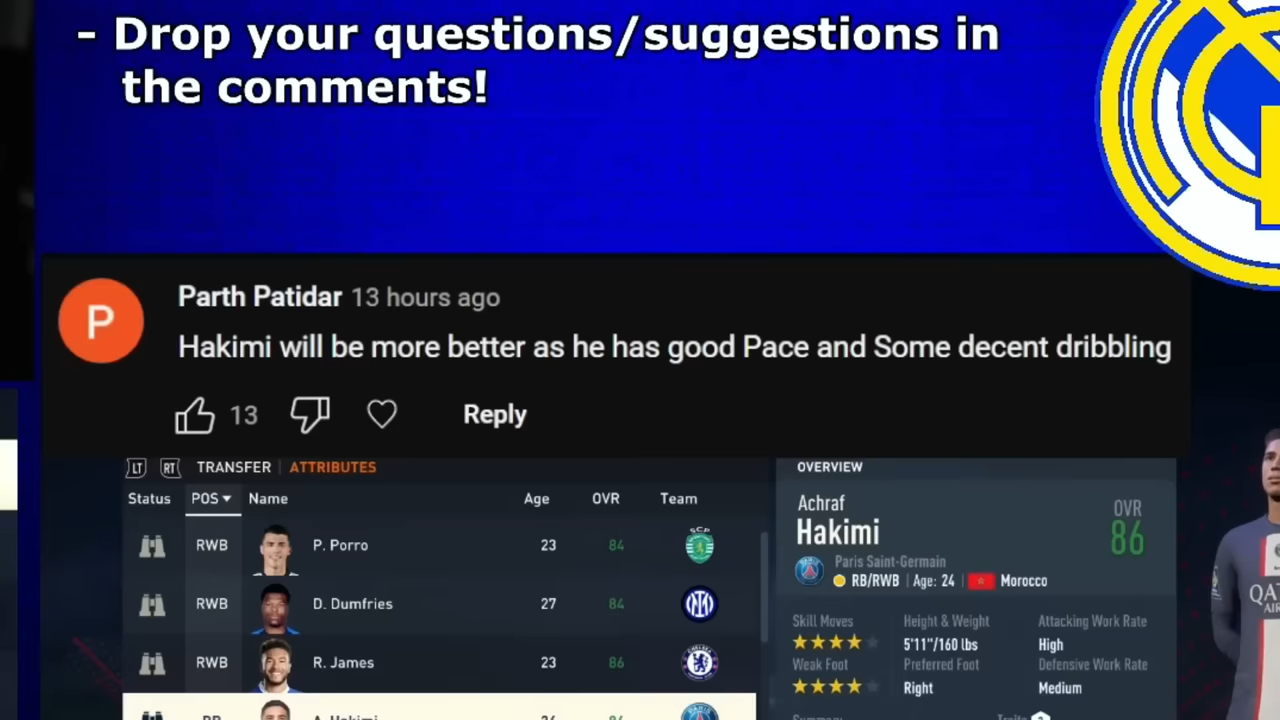 - Drop your questions/suggestions in
the comments!
P
Parth Patidar 13 hours ago
Hakimi will be more better as he has good Pace and Some decent dribbling
13
Reply
LT RT TRANSFER ATTRIBUTES
Status POS Name Age OVR Team
RWB P. Porro 23 84 SCP
RWB D. Dumfries 27 84
RWB R. James 23 86
OVERVIEW
Achraf
Hakimi
OVR
86
Paris Saint-Germain
RB/RWB Age: 24 Morocco
Skill Moves Height & Weight Attacking Work Rate
5'11"/160 lbs High
Weak Foot Preferred Foot Defensive Work Rate
Right Medium
QATAR